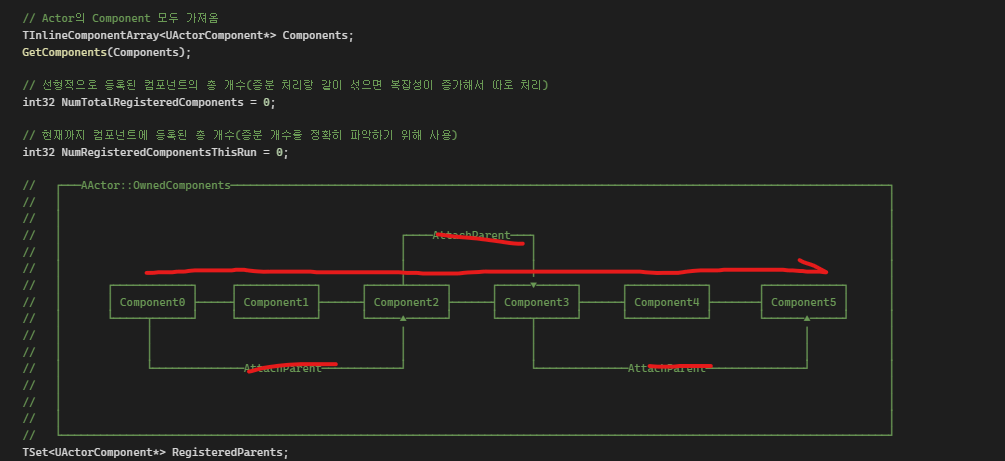 // Actor의 Component 모두 가져옴
TInlineComponentArray<UActorComponent*> Components;
GetComponents(Components);
// 선형적으로 등록된 컴포넌트의 총 개수(증분 처리랑 같이 섞으면 복잡성이 증가해서 따로 처리)
int32 NumTotalRegisteredComponents = 0;
// 현재까지 컴포넌트에 등록된 총 개수(증분 개수를 정확히 파악하기 위해 사용)
int32 NumRegisteredComponentsThisRun = 0;
// AActor::OwnedComponents
//
//
// AttachParent
//
//
//
// Component0 Component1 Component2 Component3 Component4 Component5
//
//
//
// AttachParent AttachParent
//
//
//
//
TSet<UActorComponent*> RegisteredParents;